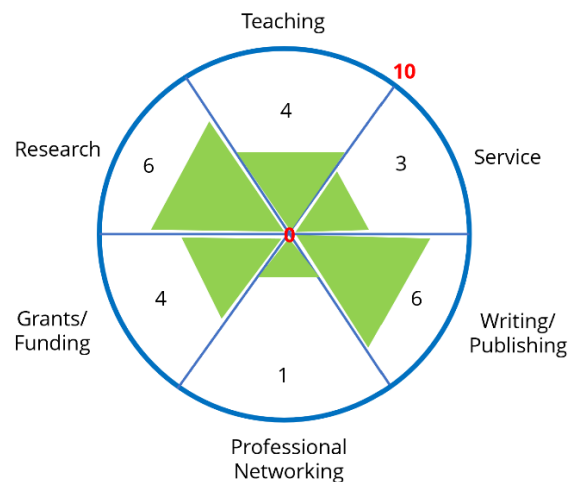 Teaching
10
4
Research
6
3
Service
0
4
6
Grants/
Funding
Writing/
Publishing
1
Professional
Networking